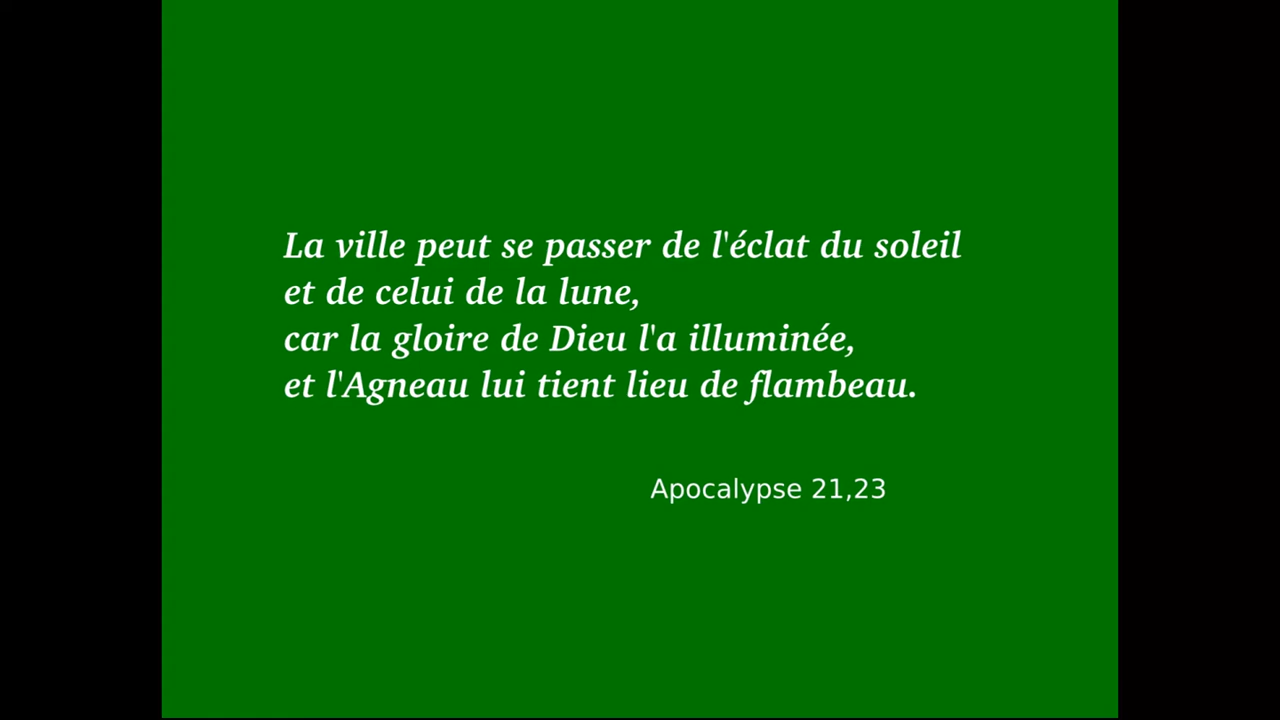 La ville peut se passer de l'éclat du soleil
et de celui de la lune,
car la gloire de Dieu l'a illuminée,
et l'Agneau lui tient lieu de flambeau.
Apocalypse 21,23